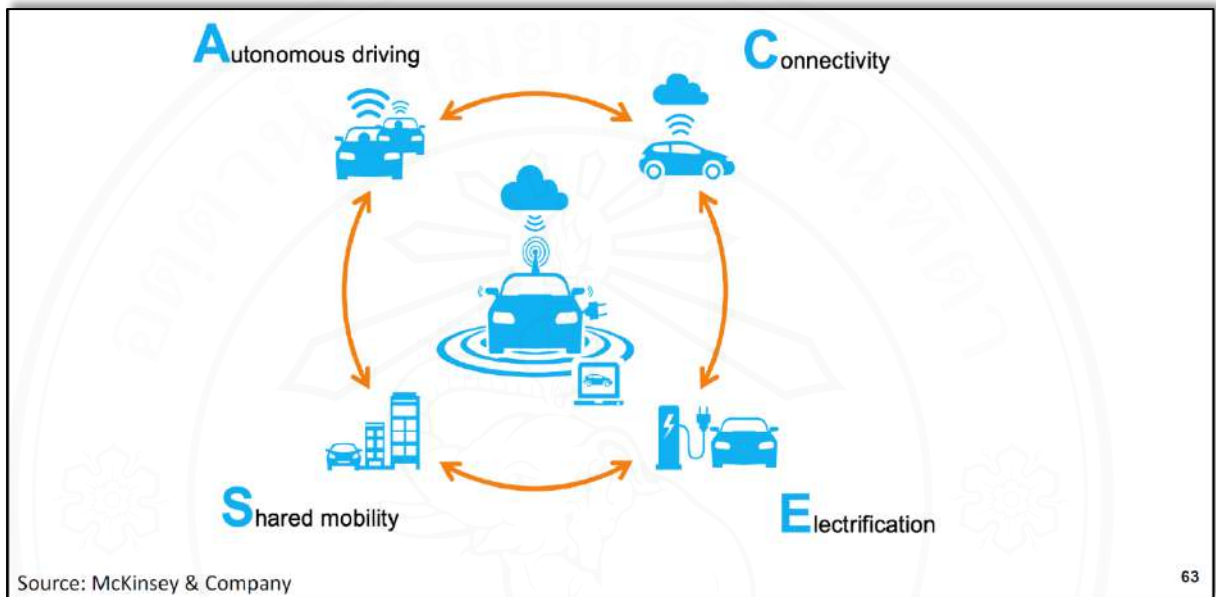 Autonomous driving
Connectivity
Shared mobility
Electrification
Source: McKinsey & Company
63